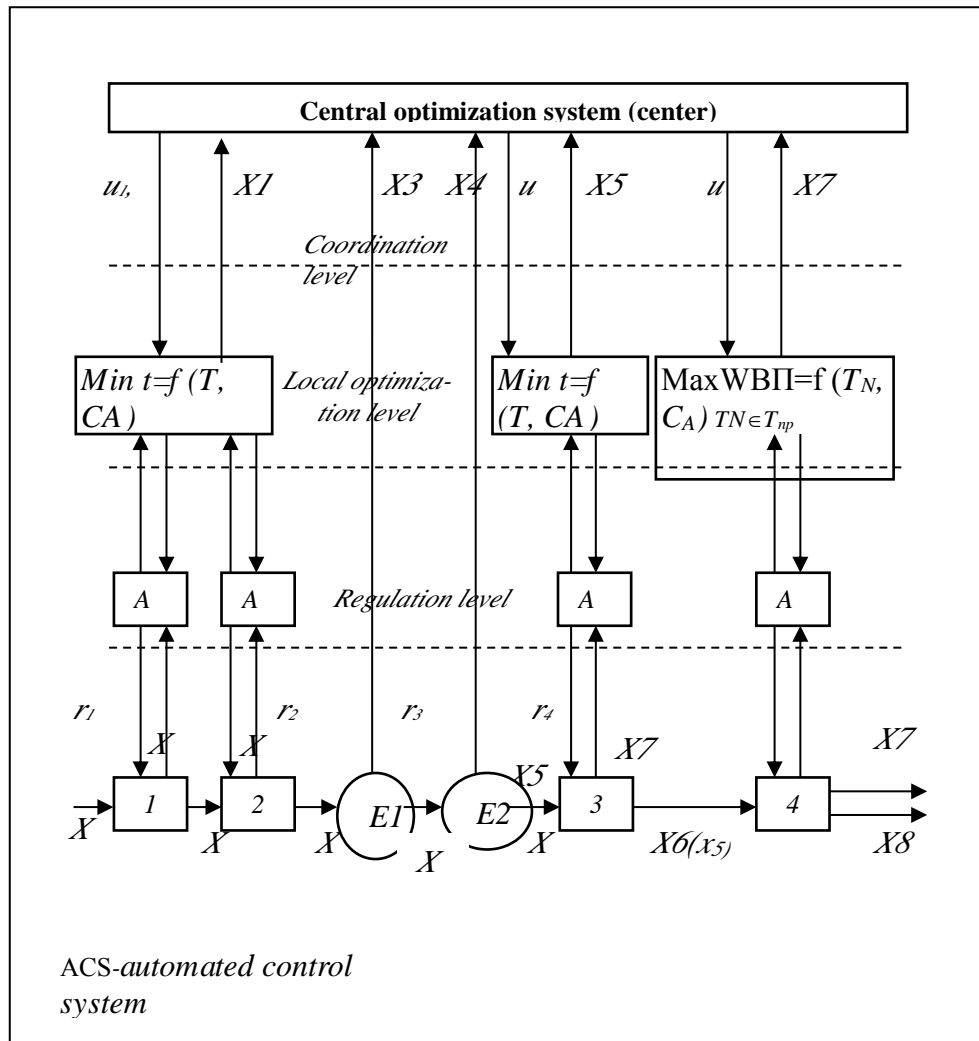 Central optimization system (center)
u1,
X1
X3
X4
u
X5
u
X7
Coordination
level
Min t=f (T,
CA)
Local optimiza-
tion level
Min t=f
(T, CA)
MaxWBП=f (TN,
CA) TN∈Tnp
A
A
Regulation level
A
A
r1
X
r2
X
r3
r4
X7
X7
X5
1
2
E1
E2
3
4
X
X
X
X
X
X6(x5)
X8
ACS-automated control
system